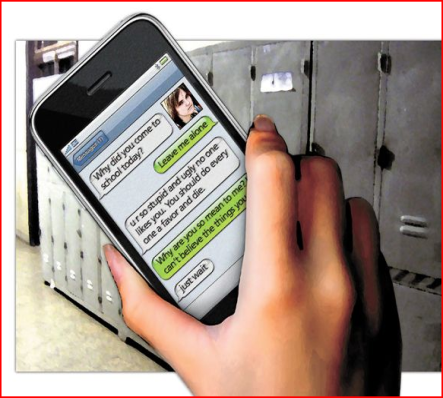 Why did you come to
school today?
Leave me alone
u r so stupid and ugly no one
likes you. You should do every
one a favor and die.
Why are you so mean to me?
can't believe the things you
just wait